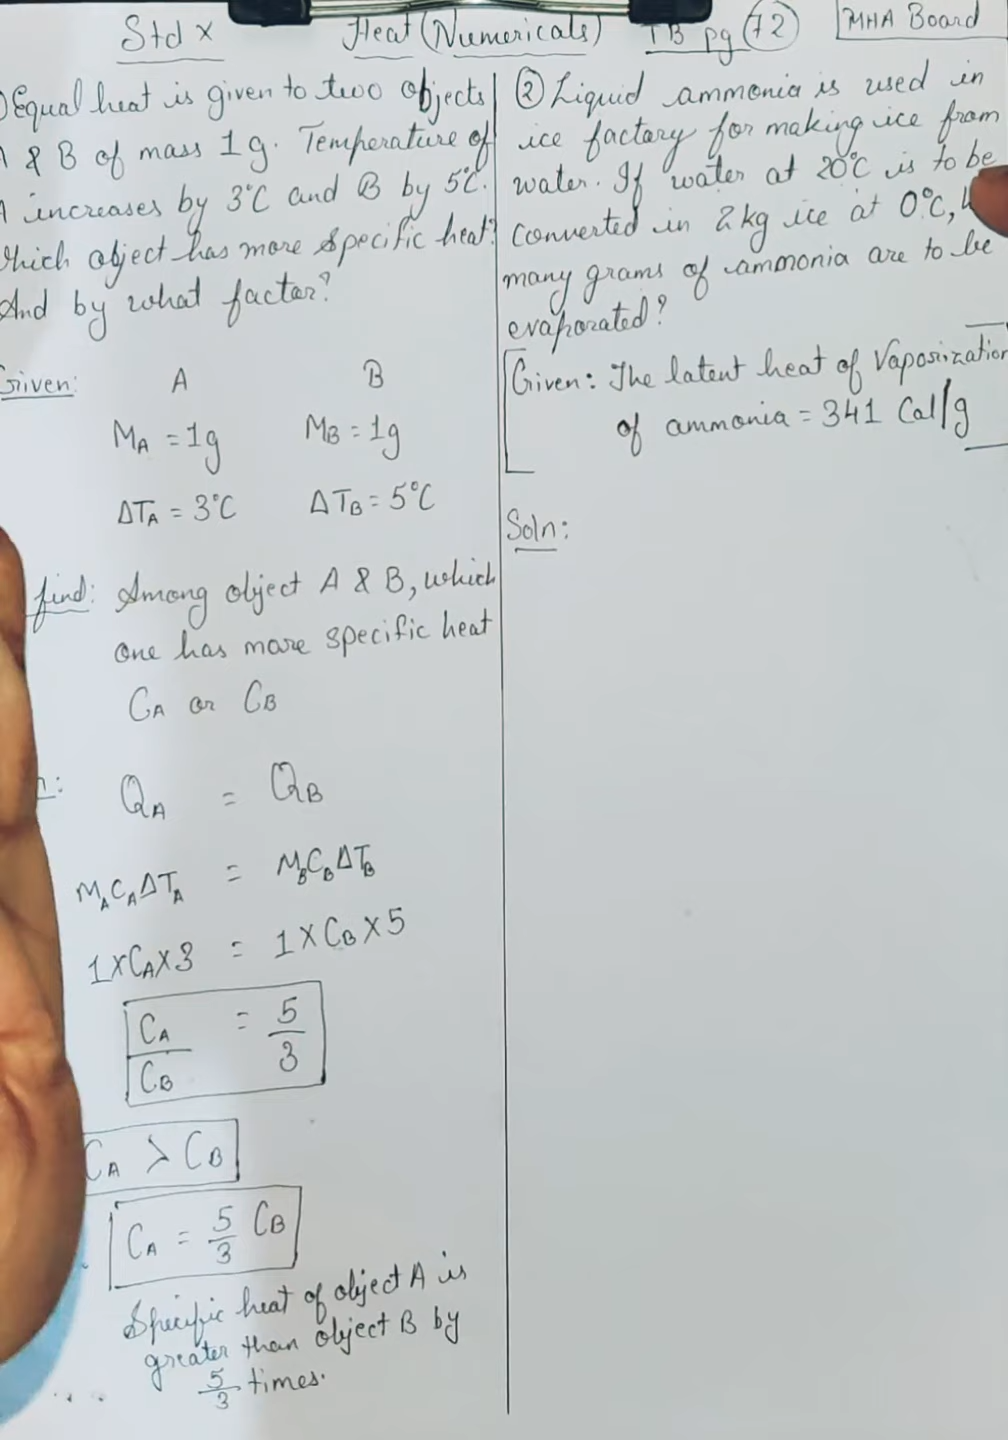 Std X
Heat (Numericals)
TB pg 72
MHA Board
Equal heat is given to two objects
& B of mass 1g. Temperature of
increases by 3°C and B by 5°C.
Which object has more specific heat?
And by what factor?
Given:
A
B
MA = 1g
MB = 1g
ΔTA = 3°C
ΔTB = 5°C
find: Among object A & B, which
one has more specific heat
CA or CB
QA = QB
MACAΔTA = MBCBΔTB
1×CA×3 = 1×CB×5
CA/CB = 5/3
CA > CB
CA = 5/3 CB
Specific heat of object A is
greater than object B by
5/3 times.
② Liquid ammonia is used in
ice factory for making ice from
water. If water at 20°C is to be
converted in 2 kg ice at 0°C,
many grams of ammonia are to be
evaporated?
Given: The latent heat of Vaporization
of ammonia = 341 Cal/g
Soln: